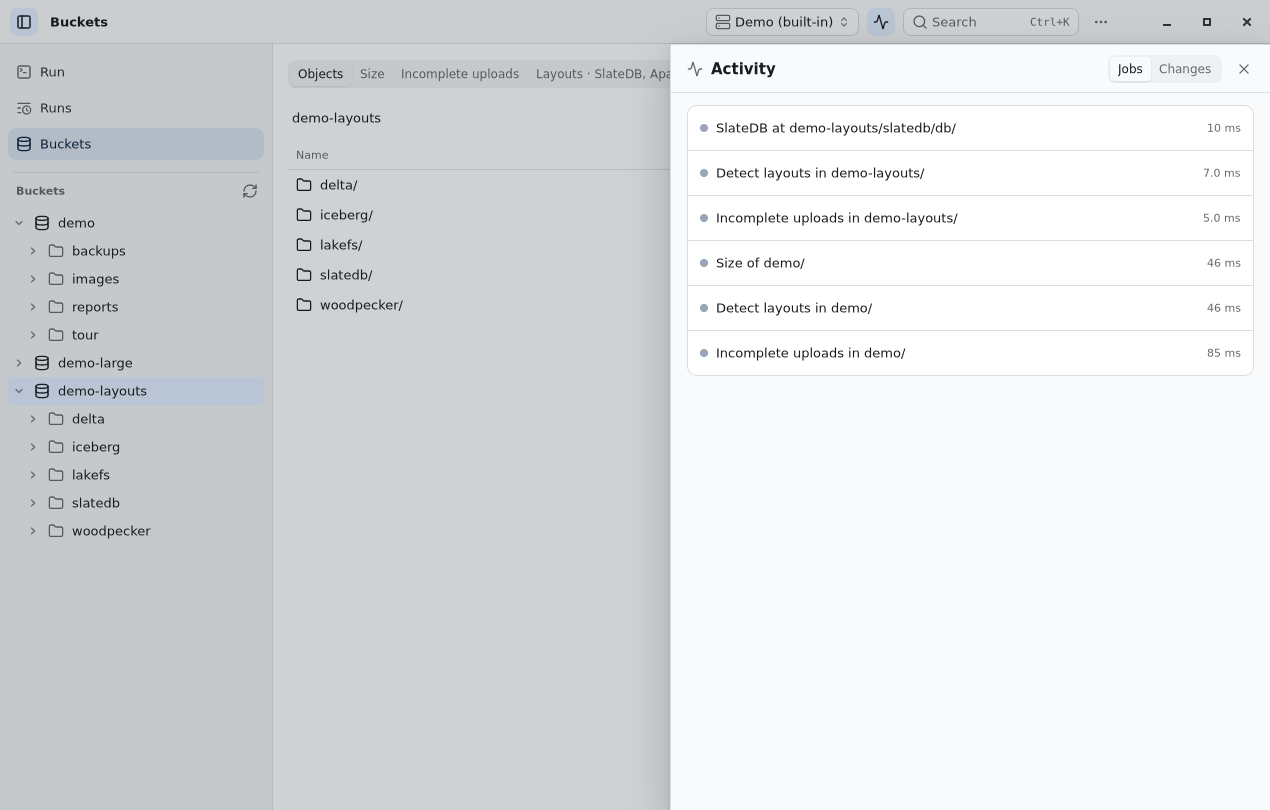 Buckets
Demo (built-in)
Search Ctrl+K
Run
Runs
Buckets
Buckets
demo
backups
images
reports
tour
demo-large
demo-layouts
delta
iceberg
lakefs
slatedb
woodpecker
Objects Size Incomplete uploads Layouts · SlateDB, Apa
demo-layouts
Name
delta/
iceberg/
lakefs/
slatedb/
woodpecker/
Activity
Jobs Changes
SlateDB at demo-layouts/slatedb/db/ 10 ms
Detect layouts in demo-layouts/ 7.0 ms
Incomplete uploads in demo-layouts/ 5.0 ms
Size of demo/ 46 ms
Detect layouts in demo/ 46 ms
Incomplete uploads in demo/ 85 ms